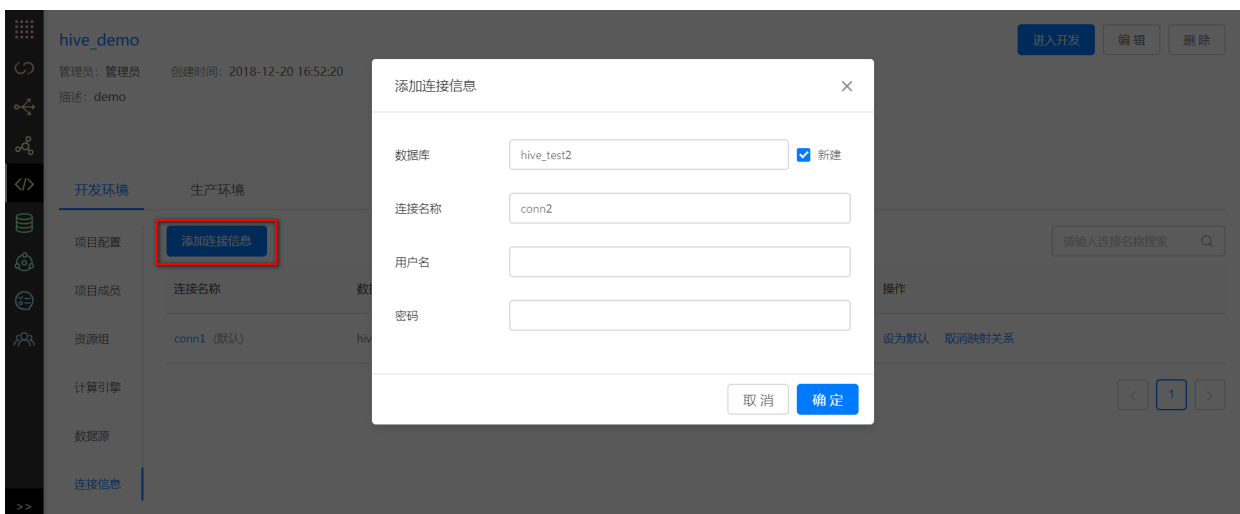 hive_demo
进入开发 编 辑 删 除
管理员：管理员 创建时间：2018-12-20 16:52:20
描述：demo
添加连接信息
数据库 hive_test2 新建
开发环境 生产环境
连接名称 conn2
项目配置 添加连接信息 请输入连接名称搜索
用户名
项目成员 连接名称 操作
密码
资源组 conn1 (默认) 设为默认 取消映射关系
计算引擎 < 1 >
取 消 确 定
数据源
连接信息
>>